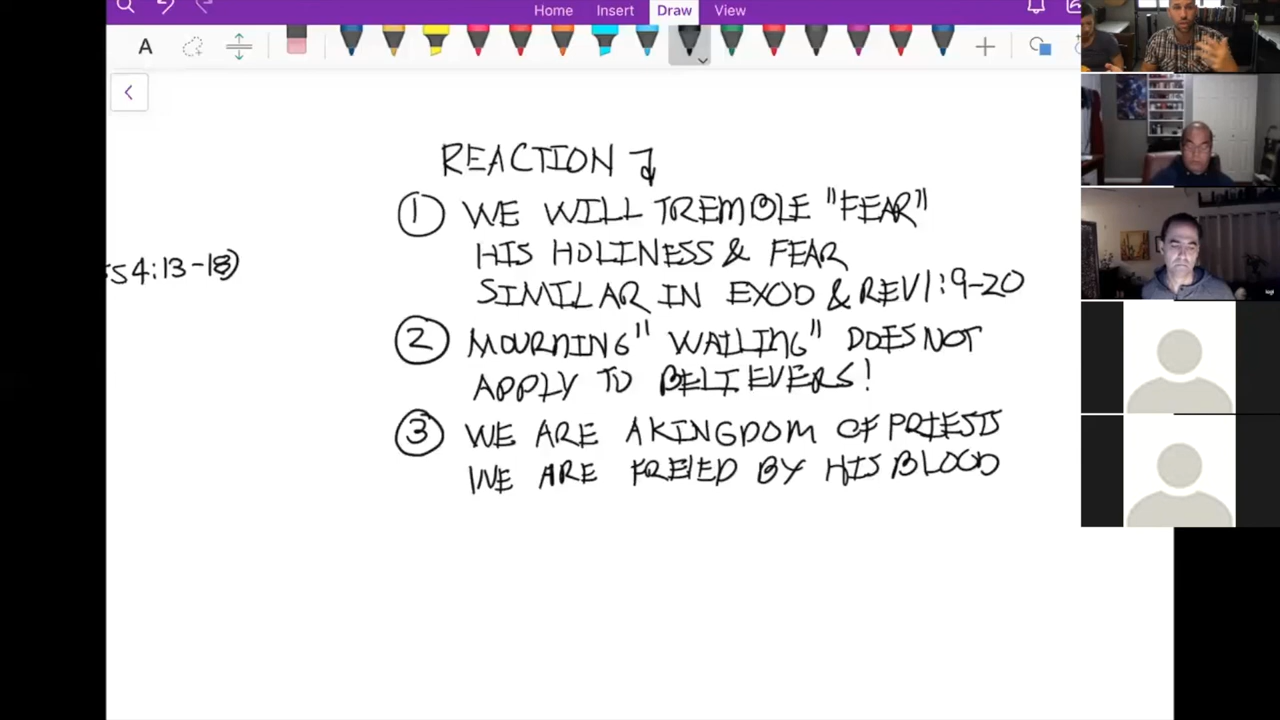 Home Insert Draw View
A
REACTION
① WE WILL TREMBLE "FEAR"
HIS HOLINESS & FEAR
SIMILAR IN EXOD & REV 1:9-20
4:13-18)
② MOURNING" WAILING" DOES NOT
APPLY TO BELIEVERS!
③ WE ARE A KINGDOM OF PRIESTS
WE ARE FREED BY HIS BLOOD